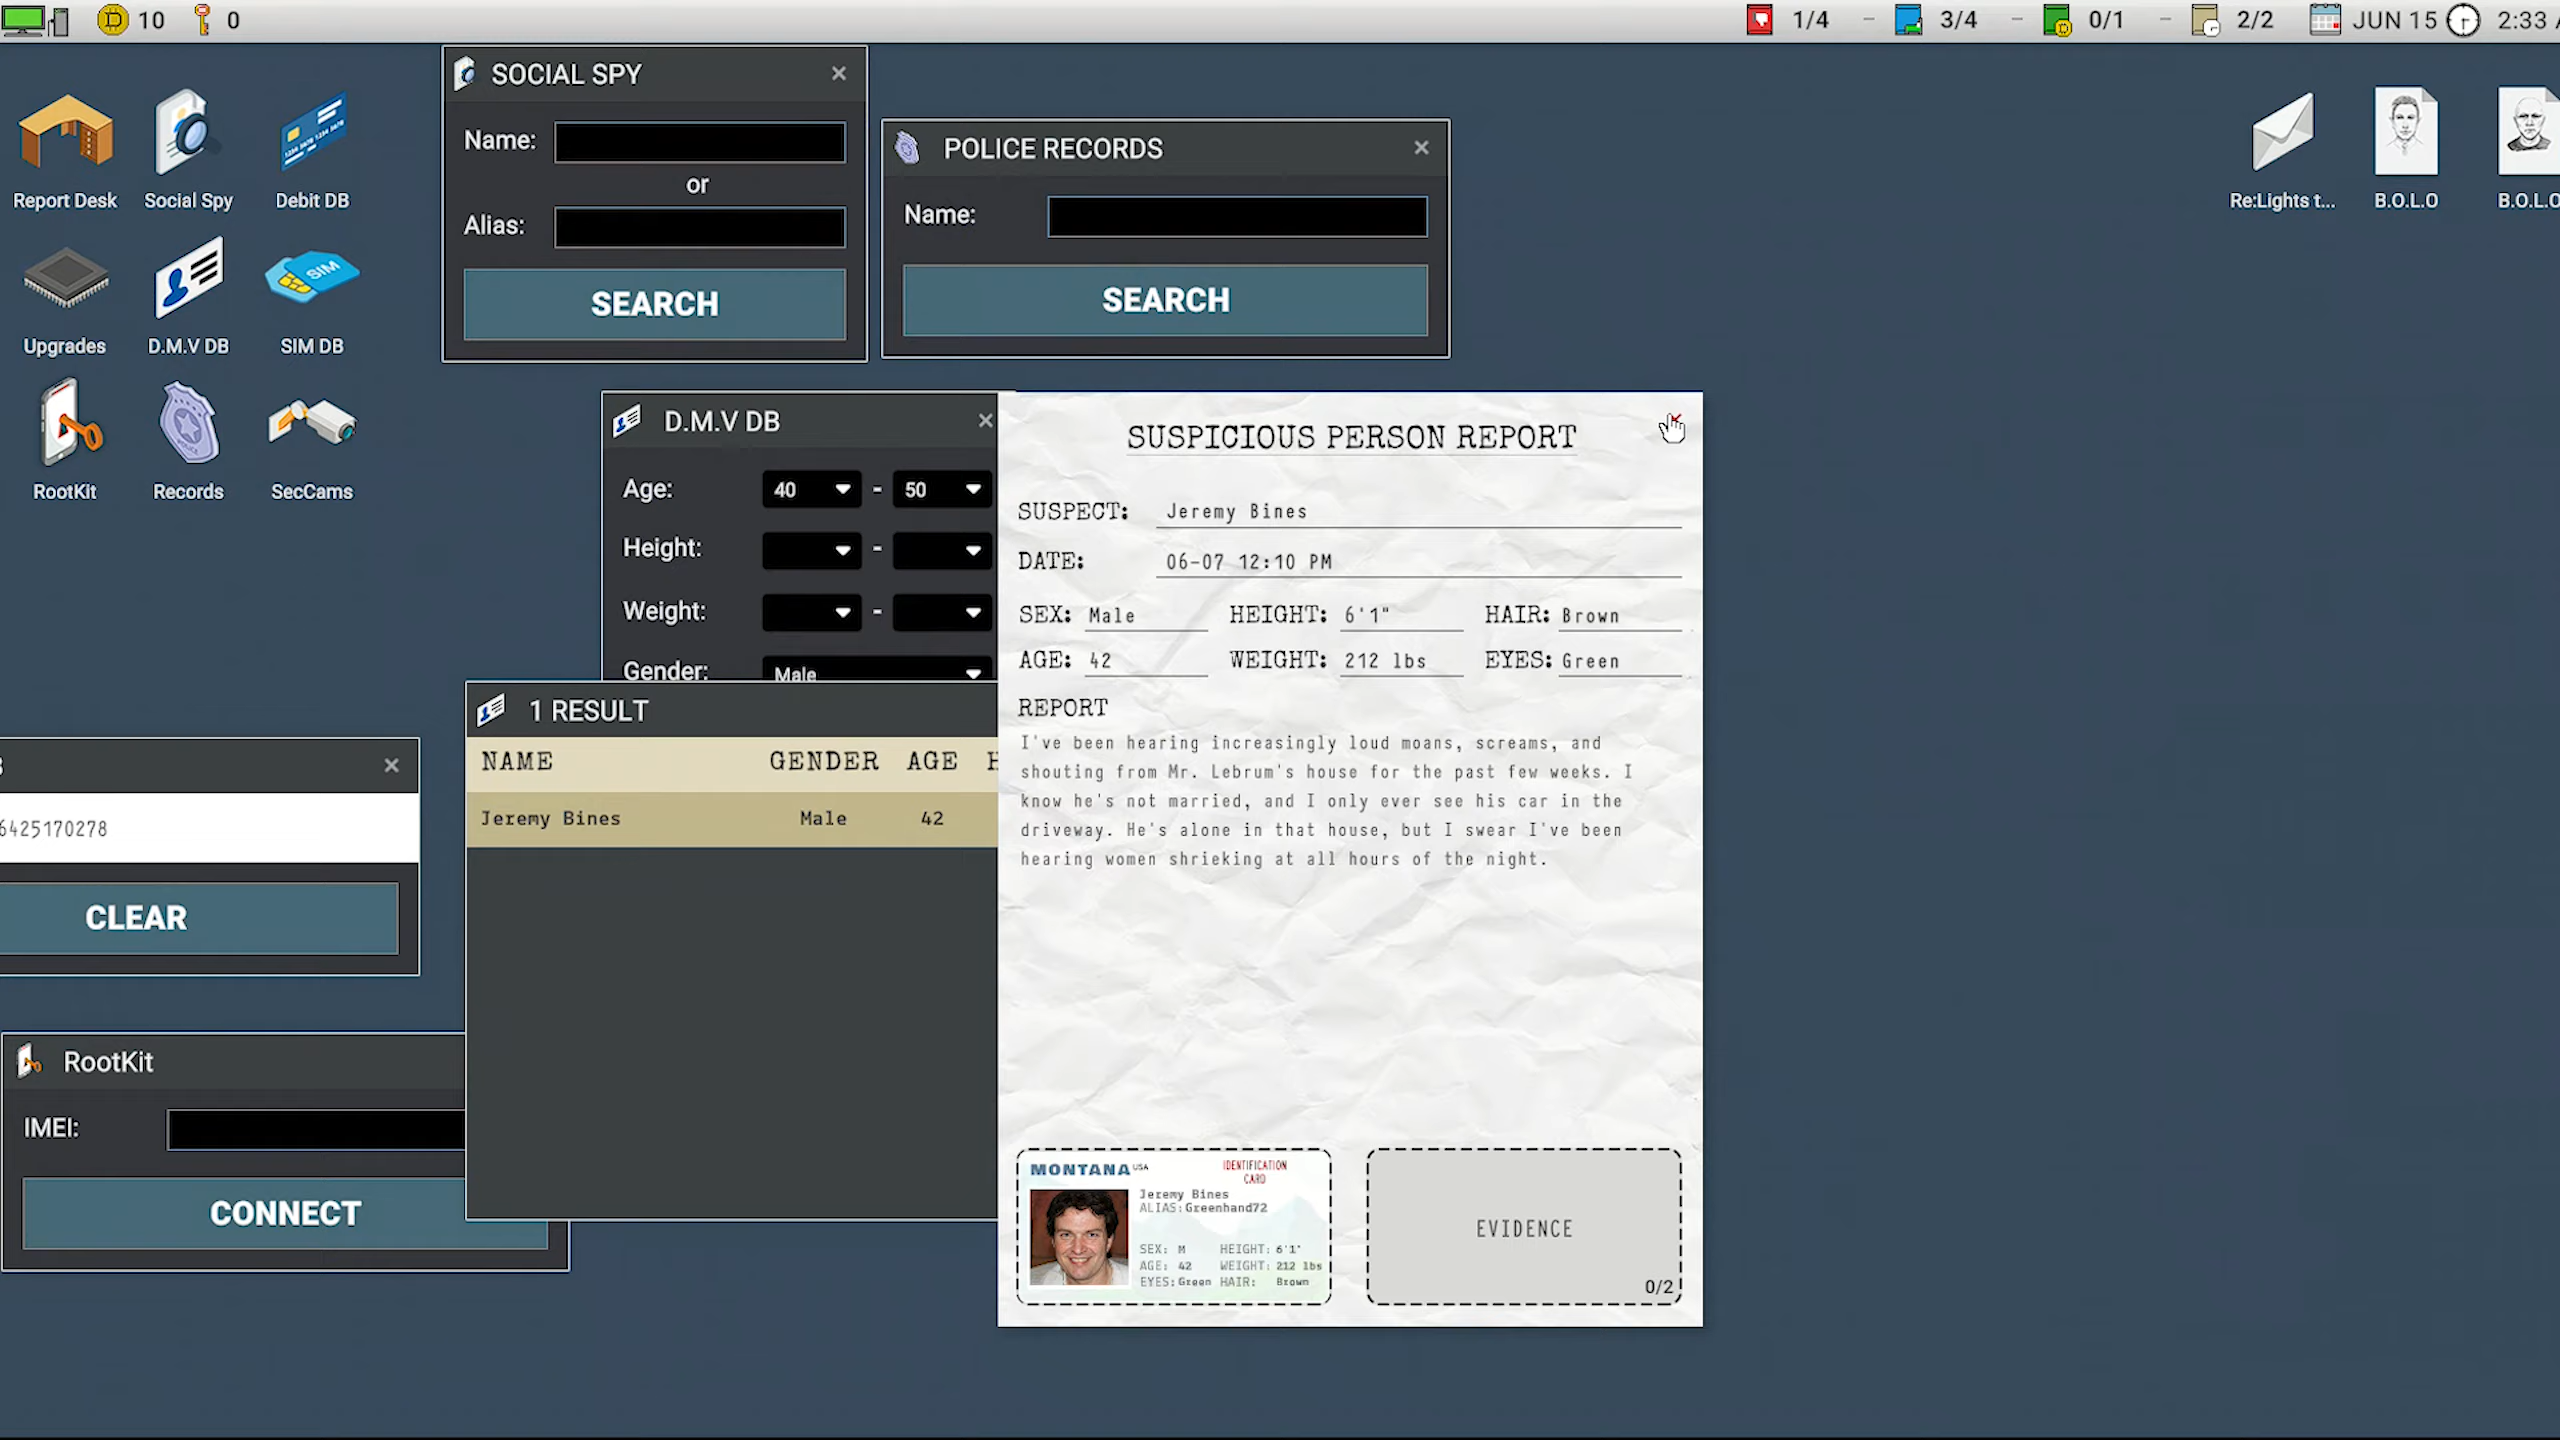 10
0
1/4
3/4
0/1
2/2
JUN 15
2:33
Report Desk
Social Spy
Debit DB
Upgrades
D.M.V DB
SIM DB
RootKit
Records
SecCams
Re:Lights t...
B.O.L.O
B.O.L.O
SOCIAL SPY
Name:
or
Alias:
SEARCH
POLICE RECORDS
Name:
SEARCH
D.M.V DB
Age: 40 - 50
Height: -
Weight: -
Gender: Male
1 RESULT
NAME GENDER AGE H
Jeremy Bines Male 42
6425170278
CLEAR
RootKit
IMEI:
CONNECT
SUSPICIOUS PERSON REPORT
SUSPECT: Jeremy Bines
DATE: 06-07 12:10 PM
SEX: Male HEIGHT: 6'1" HAIR: Brown
AGE: 42 WEIGHT: 212 lbs EYES: Green
REPORT
I've been hearing increasingly loud moans, screams, and
shouting from Mr. Lebrum's house for the past few weeks. I
know he's not married, and I only ever see his car in the
driveway. He's alone in that house, but I swear I've been
hearing women shrieking at all hours of the night.
MONTANA USA IDENTIFICATION
CARD
Jeremy Bines
ALIAS: Greenhand72
SEX: M HEIGHT: 6'1"
AGE: 42 WEIGHT: 212 lbs
EYES: Green HAIR: Brown
EVIDENCE
0/2